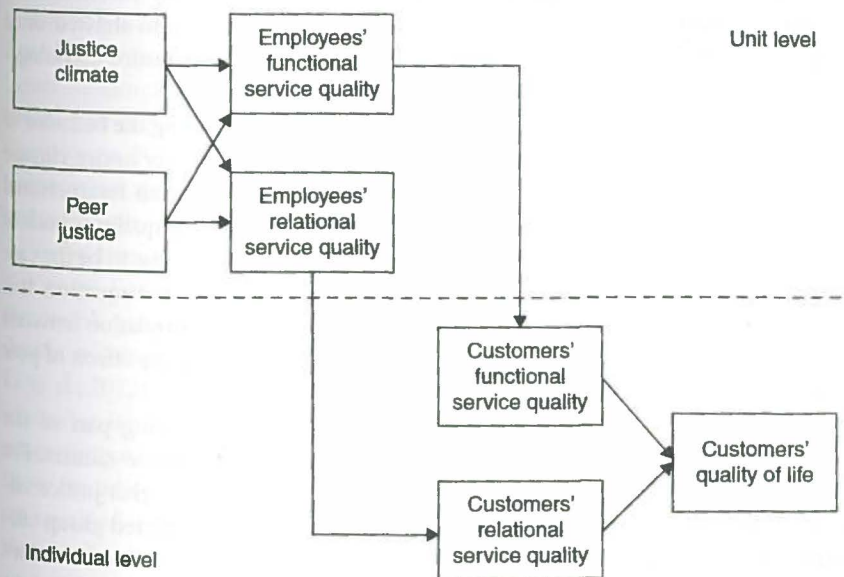 Justice
climate
Employees'
functional
service quality
Unit level
Peer
justice
Employees'
relational
service quality
Customers'
functional
service quality
Customers'
quality of life
Customers'
relational
service quality
Individual level